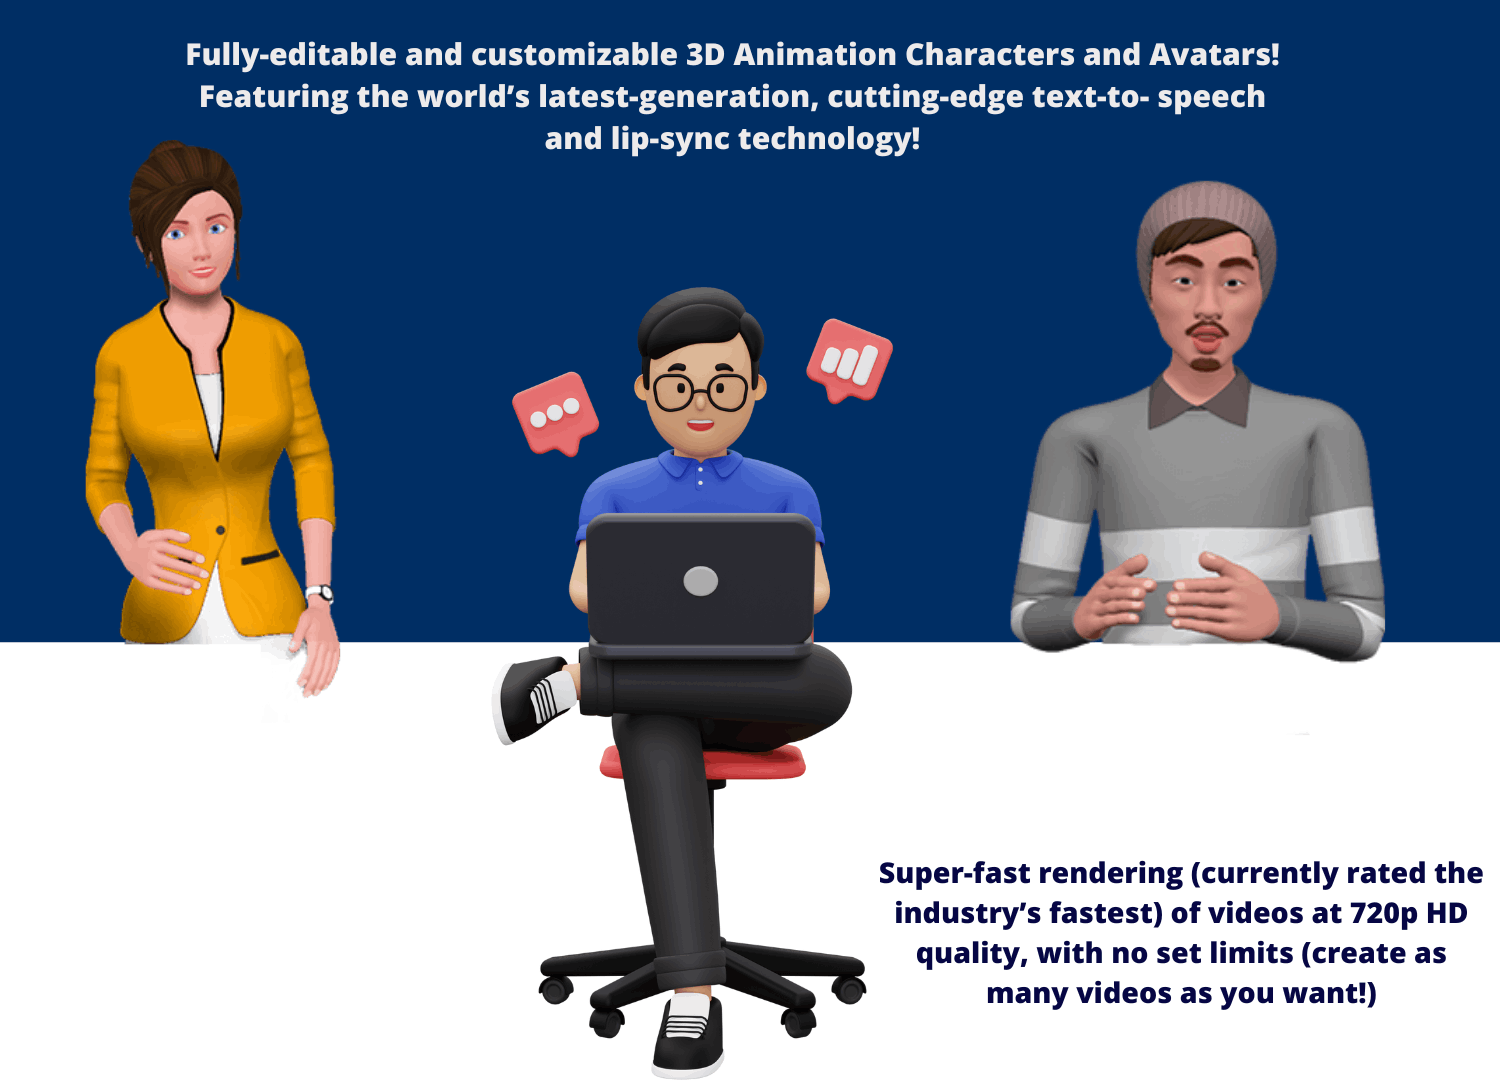 Fully-editable and customizable 3D Animation Characters and Avatars!
Featuring the world’s latest-generation, cutting-edge text-to- speech
and lip-sync technology!
Super-fast rendering (currently rated the
industry’s fastest) of videos at 720p HD
quality, with no set limits (create as
many videos as you want!)